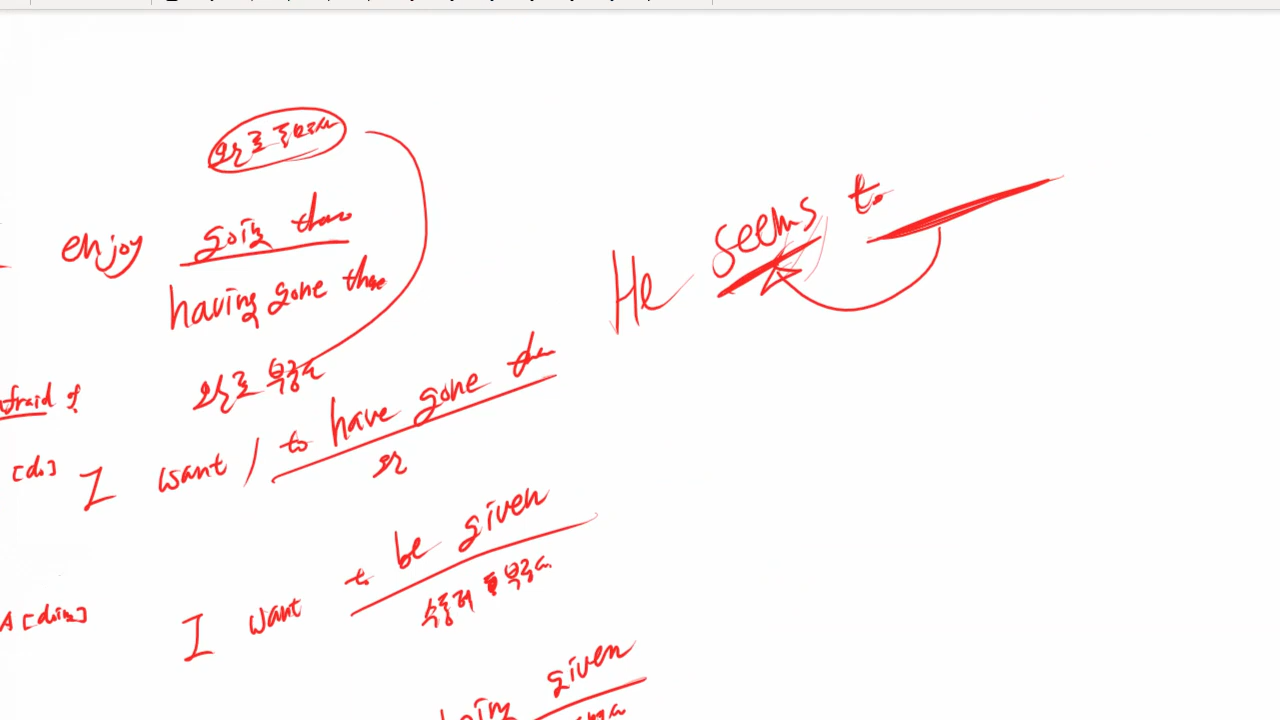 완료 동명사
enjoy going there
having gone there
He seems to
afraid of
완료 부정사
[do] I want / to have gone there
완
I want to be given
수동태 부정사
A [doing]
being given